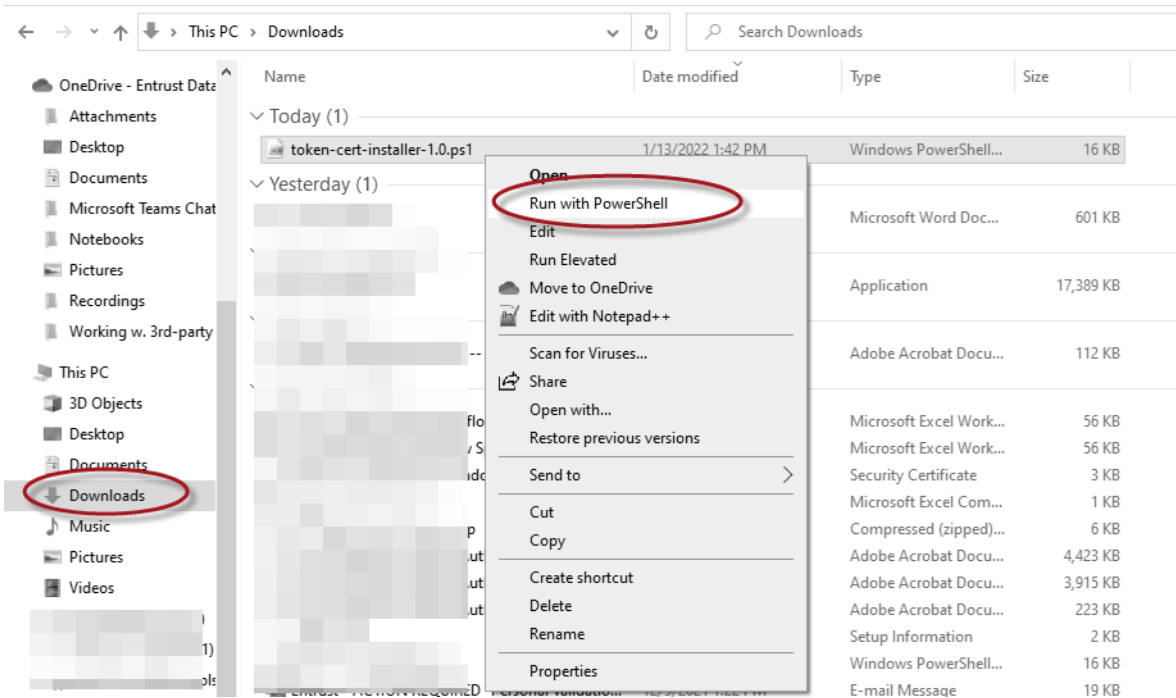 This PC > Downloads
Search Downloads
Name Date modified Type Size
OneDrive - Entrust Data
Attachments
Desktop
Documents
Microsoft Teams Chat
Notebooks
Pictures
Recordings
Working w. 3rd-party
This PC
3D Objects
Desktop
Documents
Downloads
Music
Pictures
Videos
Today (1)
token-cert-installer-1.0.ps1 1/13/2022 1:42 PM Windows PowerShell... 16 KB
Yesterday (1)
Open
Run with PowerShell
Edit
Run Elevated
Move to OneDrive
Edit with Notepad++
Scan for Viruses...
Share
Open with...
Restore previous versions
Send to
Cut
Copy
Create shortcut
Delete
Rename
Properties
Microsoft Word Doc... 601 KB
Application 17,389 KB
Adobe Acrobat Docu... 112 KB
Microsoft Excel Work... 56 KB
Microsoft Excel Work... 56 KB
Security Certificate 3 KB
Microsoft Excel Com... 1 KB
Compressed (zipped)... 6 KB
Adobe Acrobat Docu... 4,423 KB
Adobe Acrobat Docu... 3,915 KB
Adobe Acrobat Docu... 223 KB
Setup Information 2 KB
Windows PowerShell... 16 KB
E-mail Message 19 KB